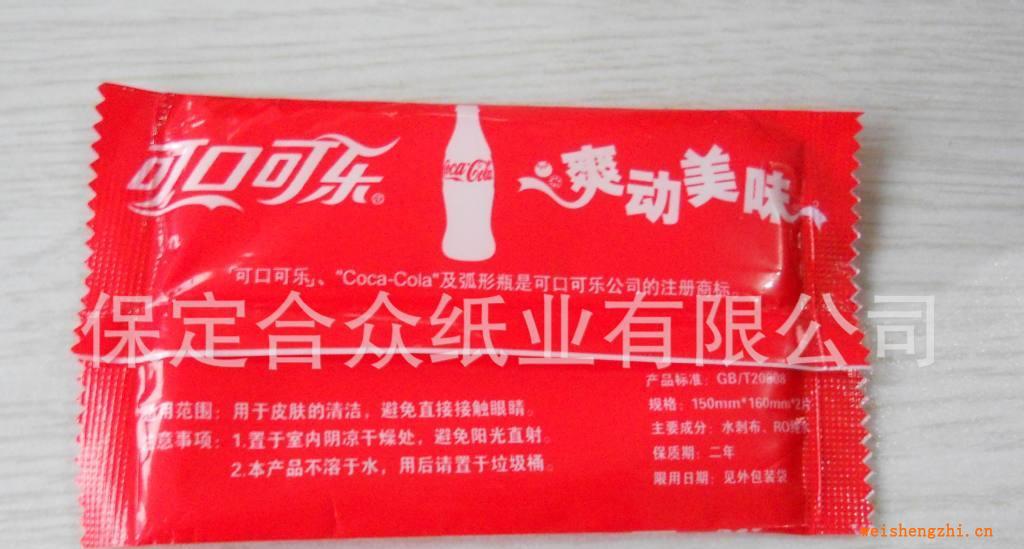 可口可乐®
Coca-Cola
爽动美味
「可口可乐」、"Coca-Cola"及弧形瓶是可口可乐公司的注册商标。
保定合众纸业有限公司
产品标准：GB/T20808
用范围：用于皮肤的清洁，避免直接接触眼睛。
规格：150mm*160mm*2片
意事项：1.置于室内阴凉干燥处，避免阳光直射。
主要成分：水刺布、RO纯水
2.本产品不溶于水，用后请置于垃圾桶。
保质期：二年
限用日期：见外包装袋
weishengzhi.cn